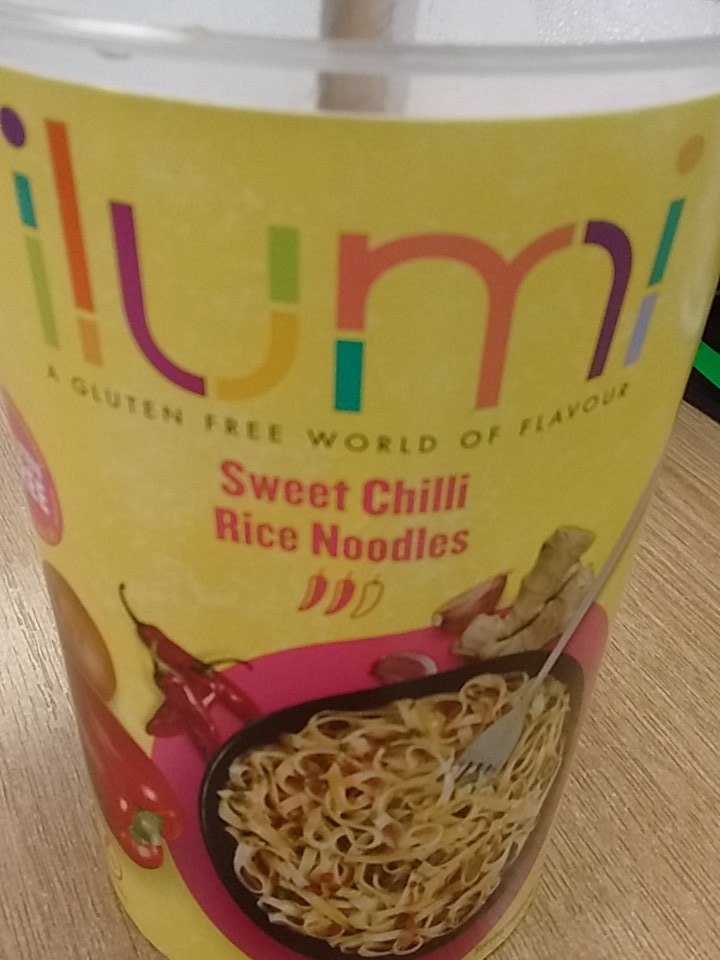 ilumi
A GLUTEN FREE WORLD OF FLAVOUR
Sweet Chilli
Rice Noodles